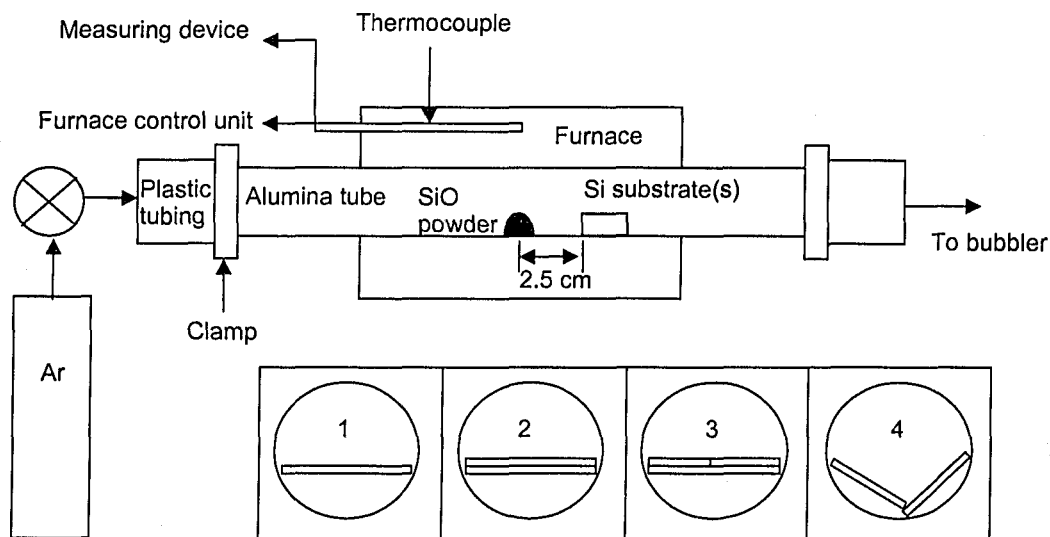 Measuring device
Thermocouple
Furnace control unit
Furnace
Plastic
tubing
Alumina tube
SiO
powder
Si substrate(s)
To bubbler
2.5 cm
Clamp
Ar
1
2
3
4